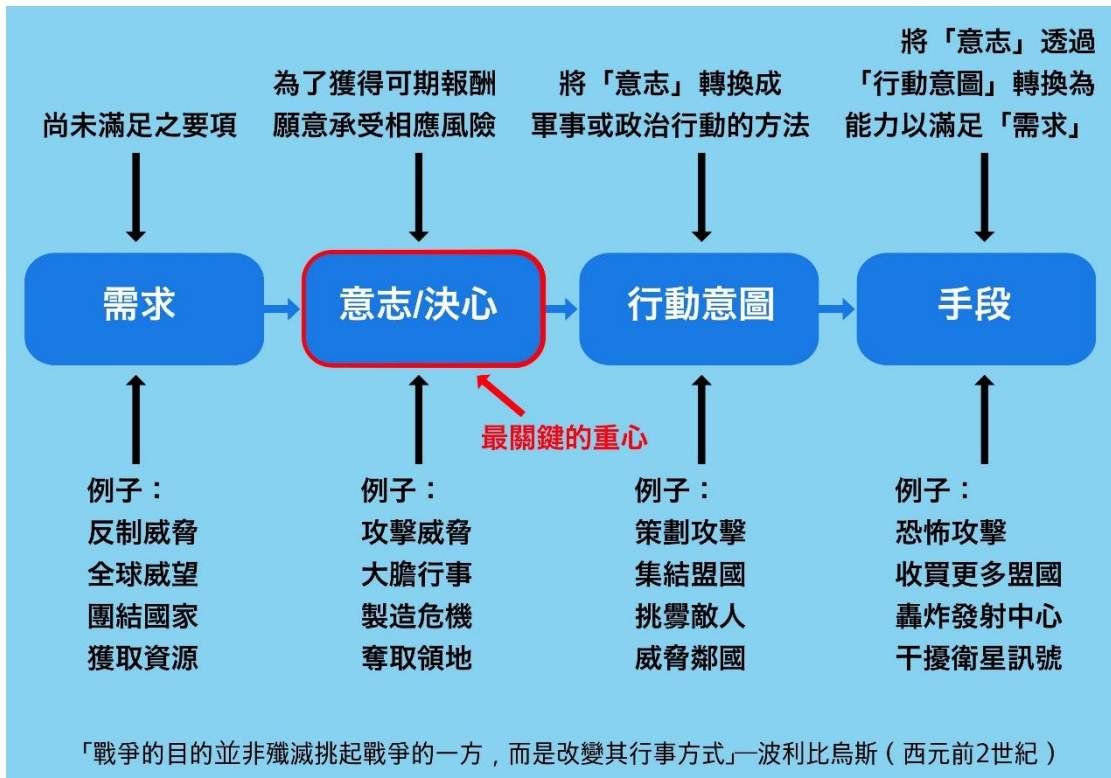 尚未滿足之要項
為了獲得可期報酬
願意承受相應風險
將「意志」轉換成
軍事或政治行動的方法
將「意志」透過
「行動意圖」轉換為
能力以滿足「需求」
需求
意志/決心
行動意圖
手段
最關鍵的重心
例子：
反制威脅
全球威望
團結國家
獲取資源
例子：
攻擊威脅
大膽行事
製造危機
奪取領地
例子：
策劃攻擊
集結盟國
挑釁敵人
威脅鄰國
例子：
恐怖攻擊
收買更多盟國
轟炸發射中心
干擾衛星訊號
「戰爭的目的並非殲滅挑起戰爭的一方，而是改變其行事方式」—波利比烏斯（西元前2世紀）